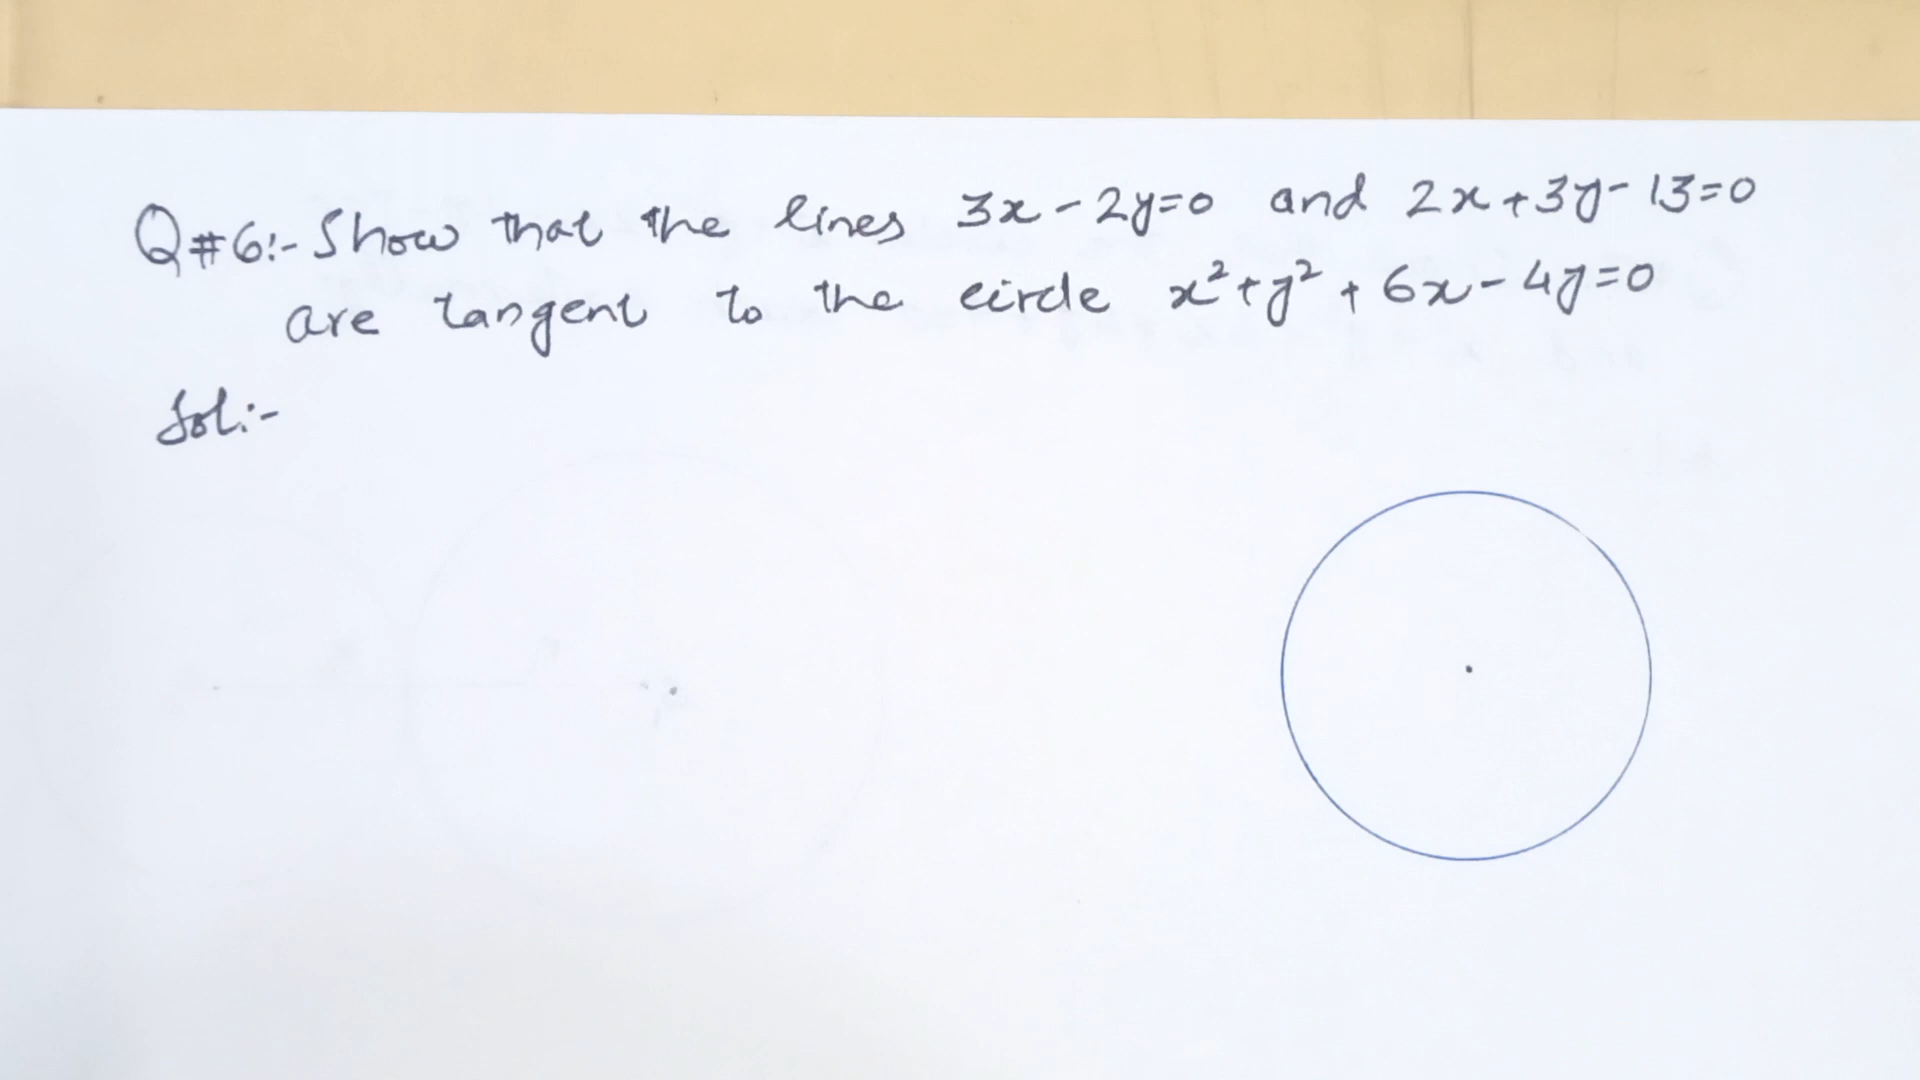 Q#6:- Show that the lines 3x-2y=0 and 2x+3y-13=0
are tangent to the circle x²+y²+6x-4y=0
Sol:-